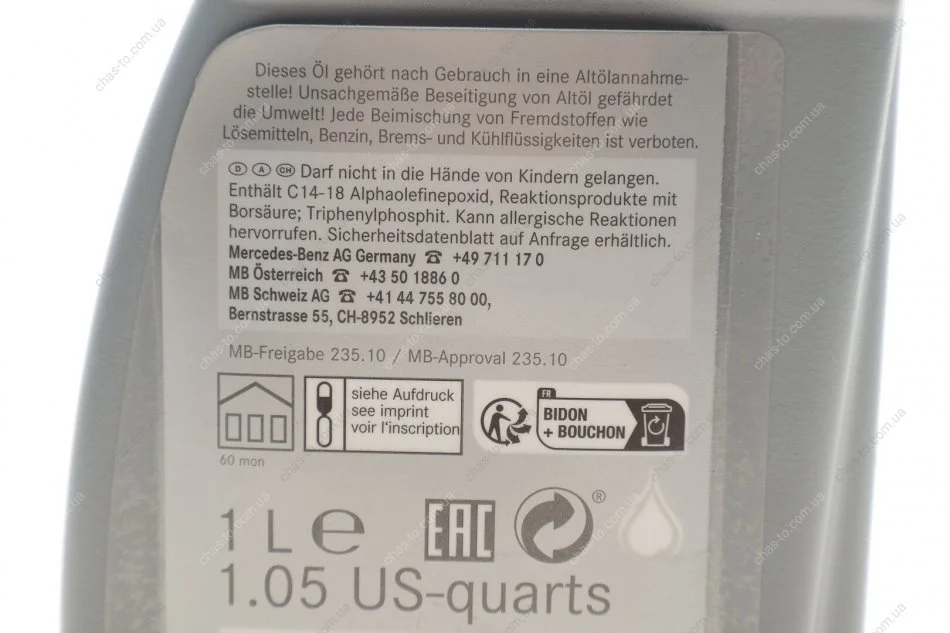 Dieses Öl gehört nach Gebrauch in eine Altölannahme-
stelle! Unsachgemäße Beseitigung von Altöl gefährdet
die Umwelt! Jede Beimischung von Fremdstoffen wie
Lösemitteln, Benzin, Brems- und Kühlflüssigkeiten ist verboten.
D A CH Darf nicht in die Hände von Kindern gelangen.
Enthält C14-18 Alphaolefinepoxid, Reaktionsprodukte mit
Borsäure; Triphenylphosphit. Kann allergische Reaktionen
hervorrufen. Sicherheitsdatenblatt auf Anfrage erhältlich.
Mercedes-Benz AG Germany ☎ +49 711 17 0
MB Österreich ☎ +43 50 1886 0
MB Schweiz AG ☎ +41 44 755 80 00,
Bernstrasse 55, CH-8952 Schlieren
MB-Freigabe 235.10 / MB-Approval 235.10
siehe Aufdruck
see imprint
voir l'inscription
FR
BIDON
+ BOUCHON
60 mon
1 L e
EAC
®
1.05 US-quarts
chas-to.com.ua